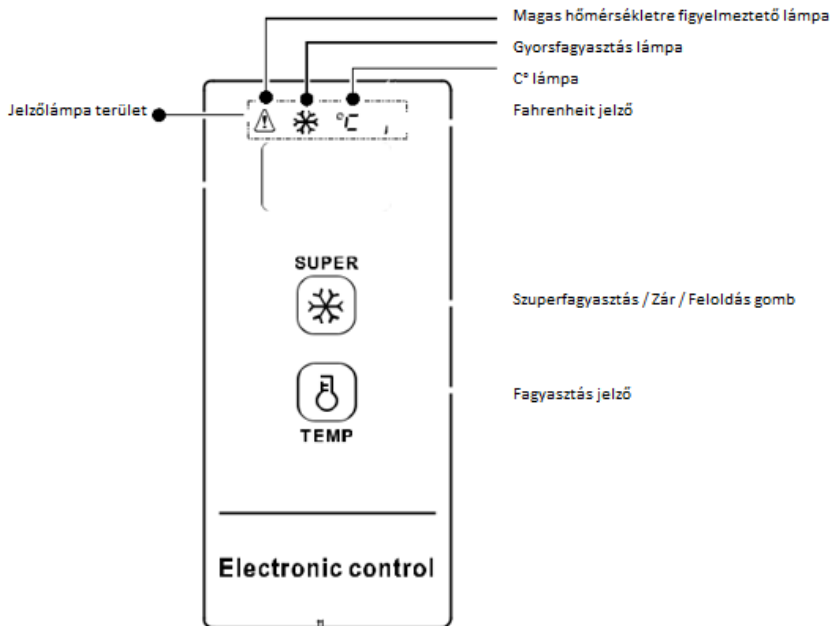 Magas hőmérsékletre figyelmeztető lámpa
Gyorsfagyasztás lámpa
C° lámpa
Jelzőlámpa terület
Fahrenheit jelző
°C
SUPER
Szuperfagyasztás / Zár / Feloldás gomb
Fagyasztás jelző
TEMP
Electronic control